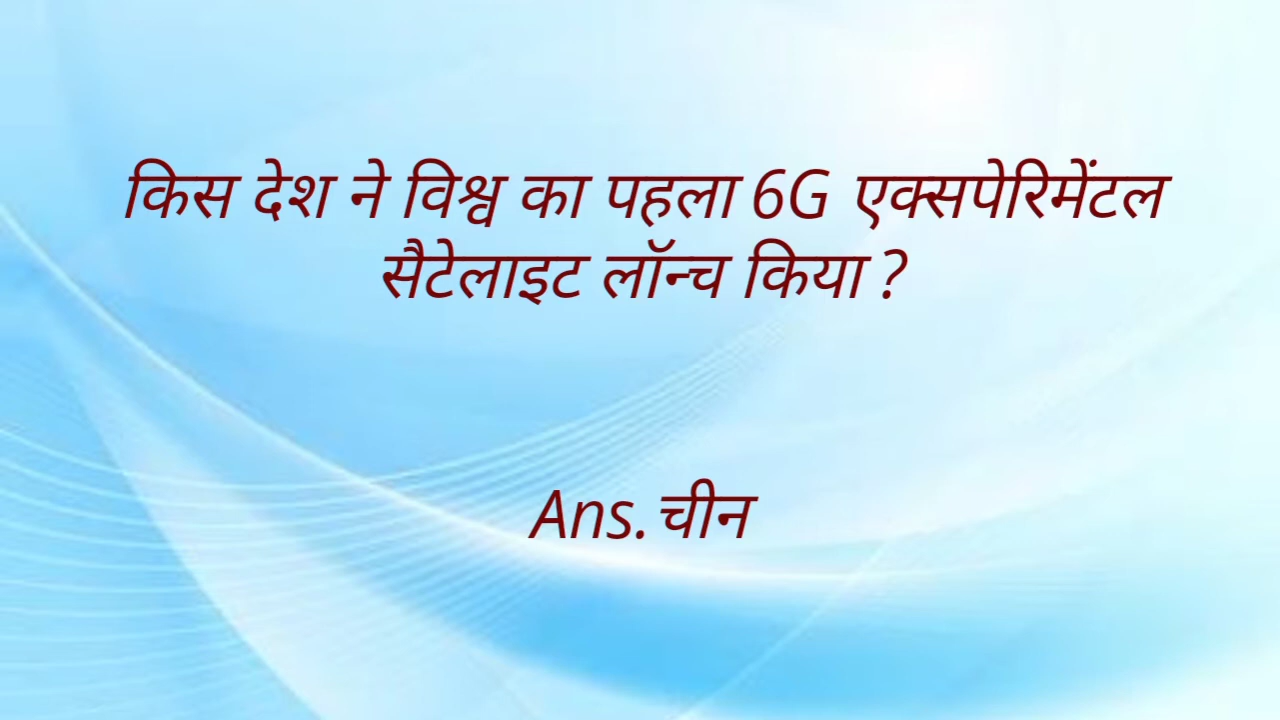 किस देश ने विश्व का पहला 6G एक्सपेरिमेंटल
सैटेलाइट लॉन्च किया ?
Ans. चीन